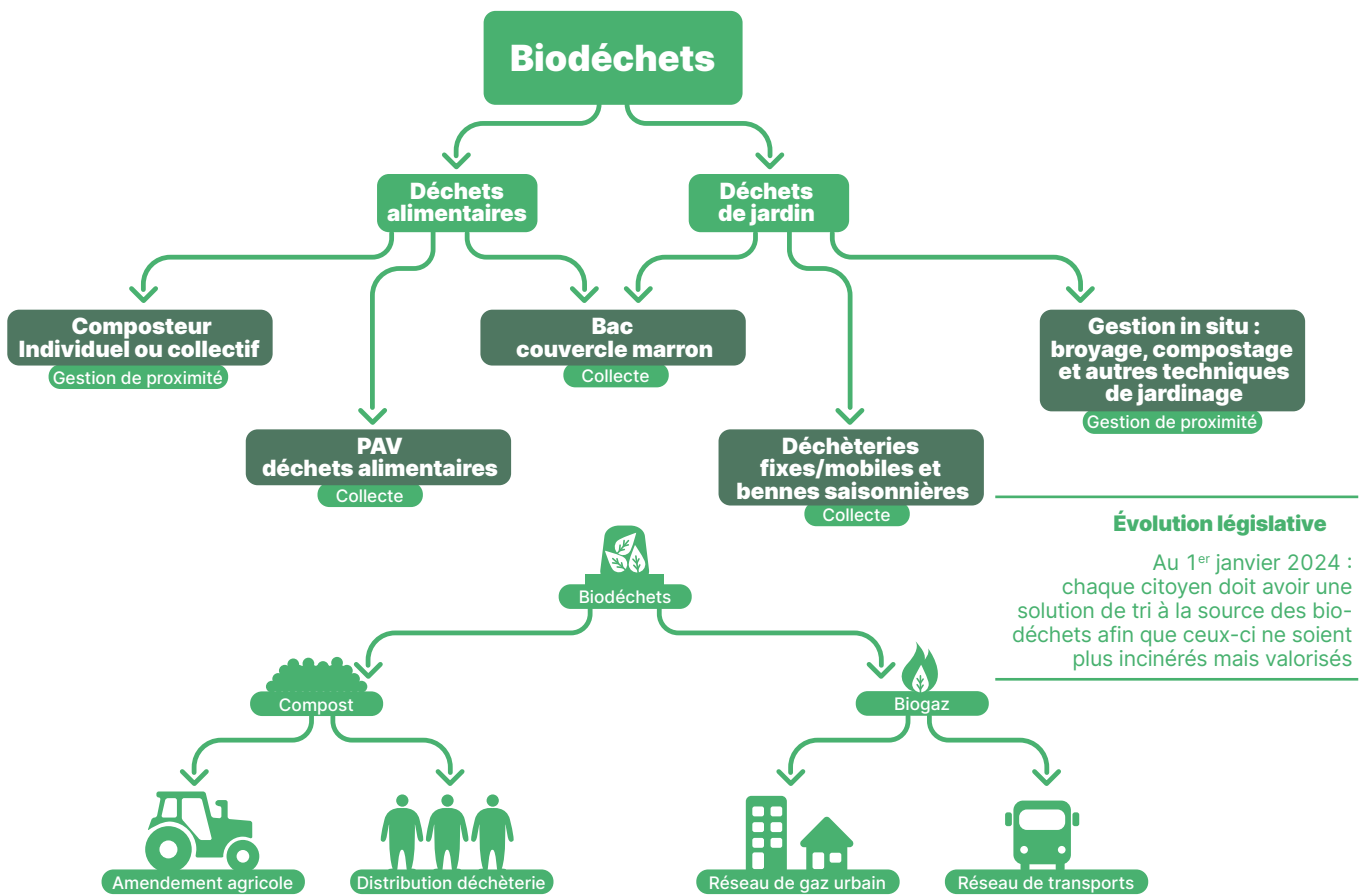 Biodéchets
Déchets
alimentaires
Déchets
de jardin
Composteur
Individuel ou collectif
Gestion de proximité
Bac
couvercle marron
Collecte
Gestion in situ :
broyage, compostage
et autres techniques
de jardinage
Gestion de proximité
PAV
déchets alimentaires
Collecte
Déchèteries
fixes/mobiles et
bennes saisonnières
Collecte
Évolution législative
Au 1er janvier 2024 :
chaque citoyen doit avoir une
solution de tri à la source des bio-
déchets afin que ceux-ci ne soient
plus incinérés mais valorisés
Biodéchets
Compost
Biogaz
Amendement agricole
Distribution déchèterie
Réseau de gaz urbain
Réseau de transports